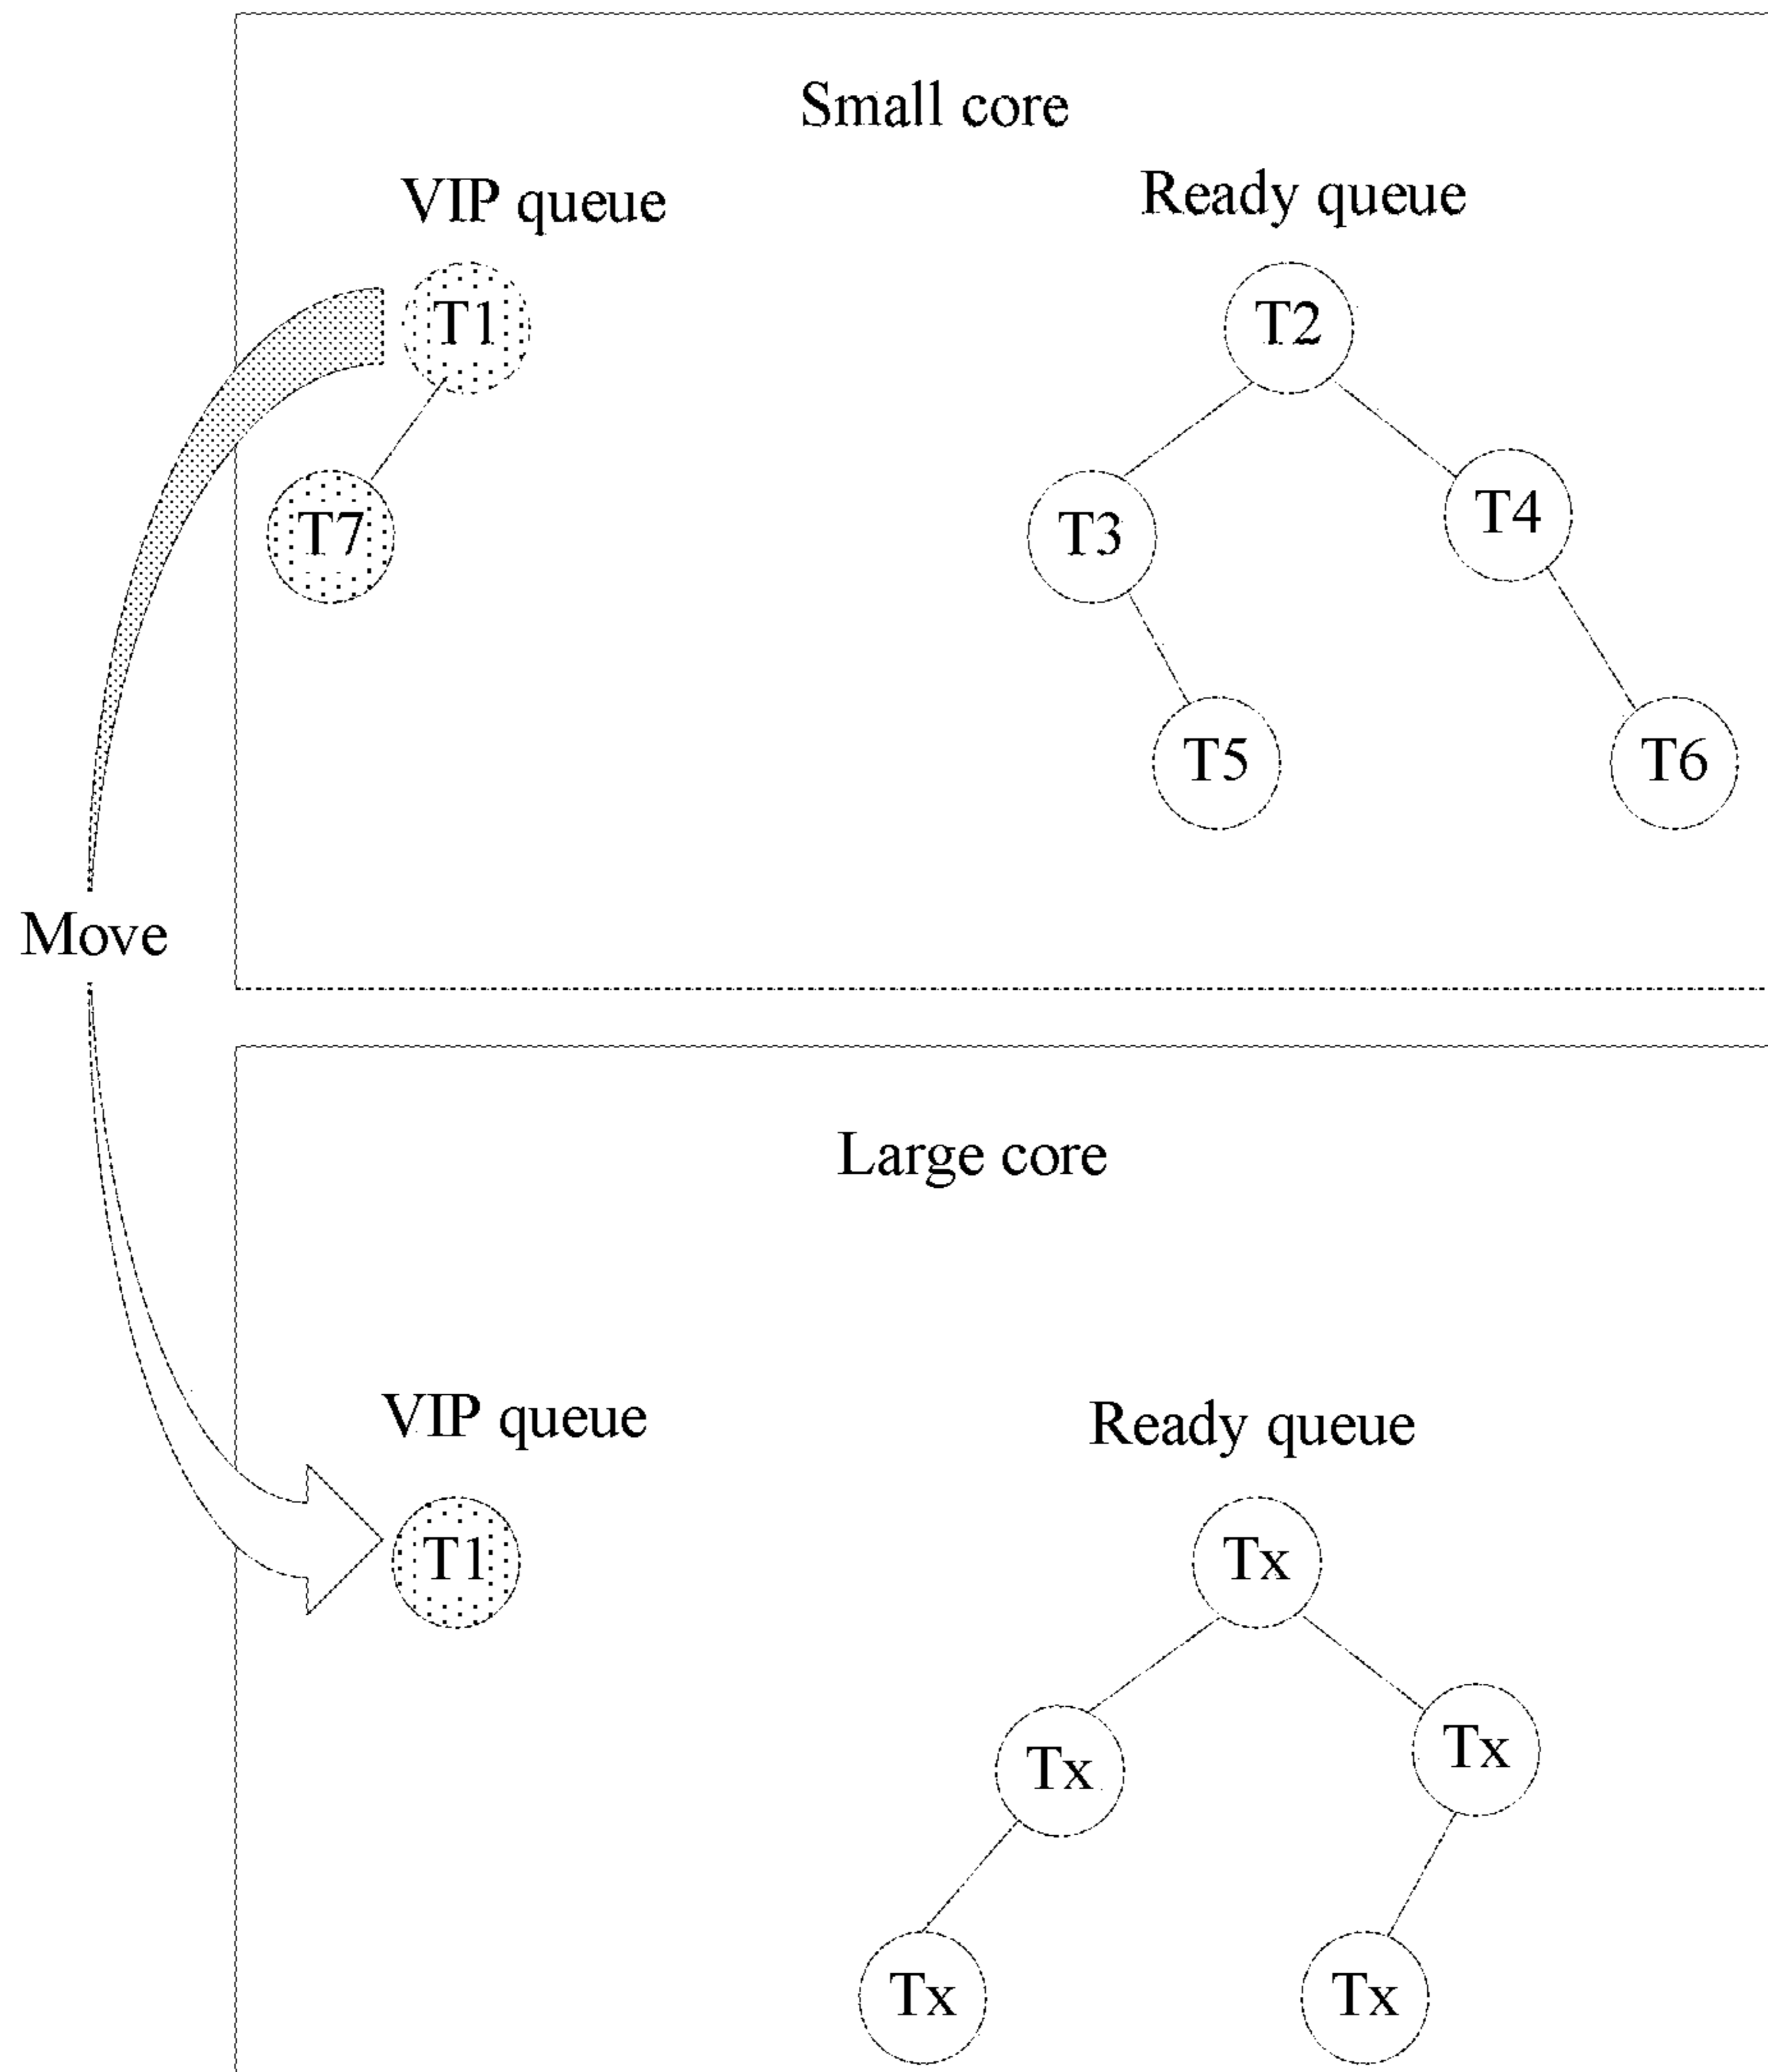 Small core
VIP queue
Ready queue
T1
T2
T7
T3
T4
T5
T6
Move
Large core
VIP queue
Ready queue
T1
Tx
Tx
Tx
Tx
Tx